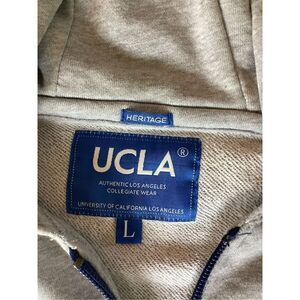 HERITAGE
UCLA®
AUTHENTIC LOS ANGELES
COLLEGIATE WEAR
UNIVERSITY OF CALIFORNIA LOS ANGELES
L